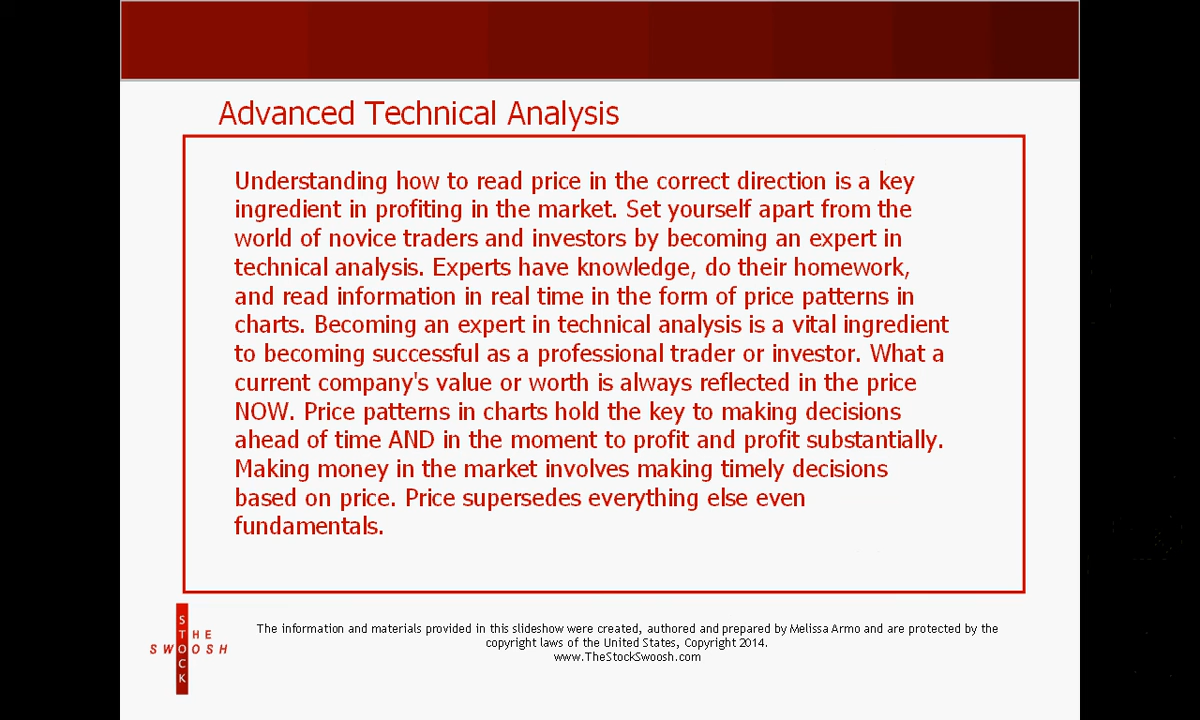 Advanced Technical Analysis
Understanding how to read price in the correct direction is a key
ingredient in profiting in the market. Set yourself apart from the
world of novice traders and investors by becoming an expert in
technical analysis. Experts have knowledge, do their homework,
and read information in real time in the form of price patterns in
charts. Becoming an expert in technical analysis is a vital ingredient
to becoming successful as a professional trader or investor. What a
current company's value or worth is always reflected in the price
NOW. Price patterns in charts hold the key to making decisions
ahead of time AND in the moment to profit and profit substantially.
Making money in the market involves making timely decisions
based on price. Price supersedes everything else even
fundamentals.
THE
STOCK
SWOOSH
The information and materials provided in this slideshow were created, authored and prepared by Melissa Armo and are protected by the
copyright laws of the United States, Copyright 2014.
www.TheStockSwoosh.com